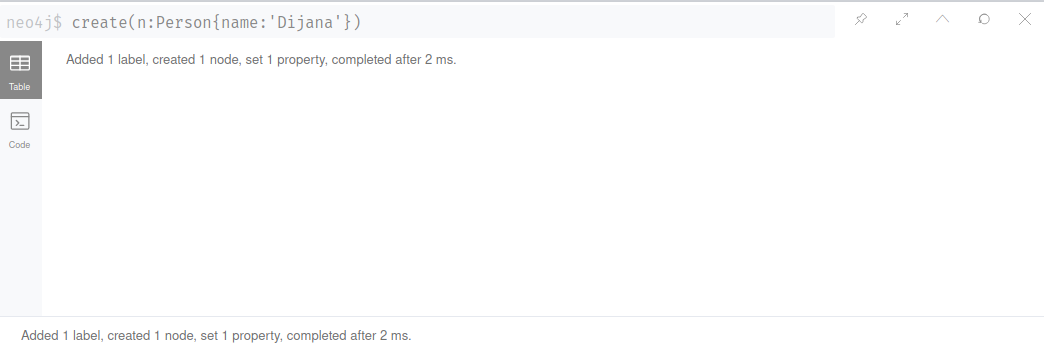 neo4j$ create(n:Person{name:'Dijana'})
Added 1 label, created 1 node, set 1 property, completed after 2 ms.
Table
Code
Added 1 label, created 1 node, set 1 property, completed after 2 ms.